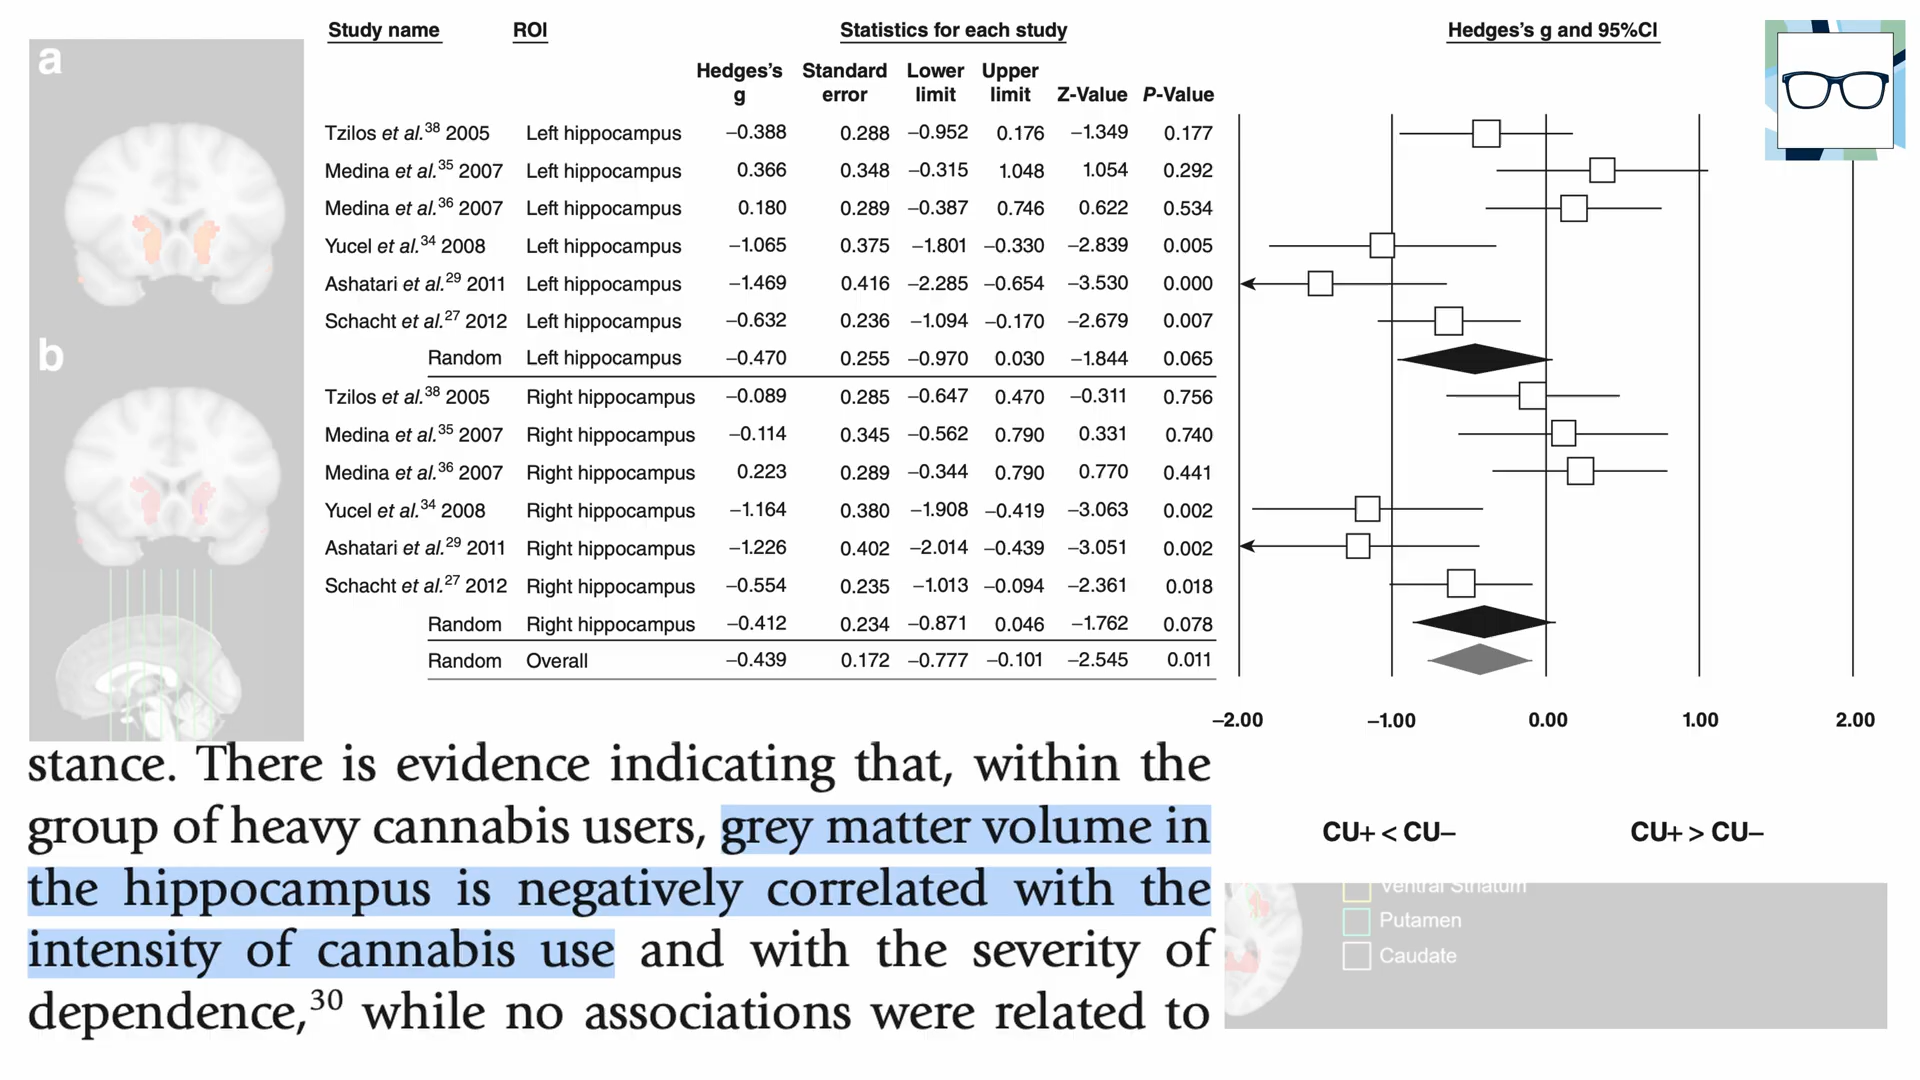 a
b
Study name ROI Statistics for each study Hedges's g and 95%CI
Hedges's g Standard error Lower limit Upper limit Z-Value P-Value
Tzilos et al.38 2005 Left hippocampus −0.388 0.288 −0.952 0.176 −1.349 0.177
Medina et al.35 2007 Left hippocampus 0.366 0.348 −0.315 1.048 1.054 0.292
Medina et al.36 2007 Left hippocampus 0.180 0.289 −0.387 0.746 0.622 0.534
Yucel et al.34 2008 Left hippocampus −1.065 0.375 −1.801 −0.330 −2.839 0.005
Ashatari et al.29 2011 Left hippocampus −1.469 0.416 −2.285 −0.654 −3.530 0.000
Schacht et al.27 2012 Left hippocampus −0.632 0.236 −1.094 −0.170 −2.679 0.007
Random Left hippocampus −0.470 0.255 −0.970 0.030 −1.844 0.065
Tzilos et al.38 2005 Right hippocampus −0.089 0.285 −0.647 0.470 −0.311 0.756
Medina et al.35 2007 Right hippocampus −0.114 0.345 −0.562 0.790 0.331 0.740
Medina et al.36 2007 Right hippocampus 0.223 0.289 −0.344 0.790 0.770 0.441
Yucel et al.34 2008 Right hippocampus −1.164 0.380 −1.908 −0.419 −3.063 0.002
Ashatari et al.29 2011 Right hippocampus −1.226 0.402 −2.014 −0.439 −3.051 0.002
Schacht et al.27 2012 Right hippocampus −0.554 0.235 −1.013 −0.094 −2.361 0.018
Random Right hippocampus −0.412 0.234 −0.871 0.046 −1.762 0.078
Random Overall −0.439 0.172 −0.777 −0.101 −2.545 0.011
−2.00 −1.00 0.00 1.00 2.00
CU+ < CU− CU+ > CU−
stance. There is evidence indicating that, within the
group of heavy cannabis users, grey matter volume in
the hippocampus is negatively correlated with the
intensity of cannabis use and with the severity of
dependence,30 while no associations were related to
Ventral Striatum
Putamen
Caudate